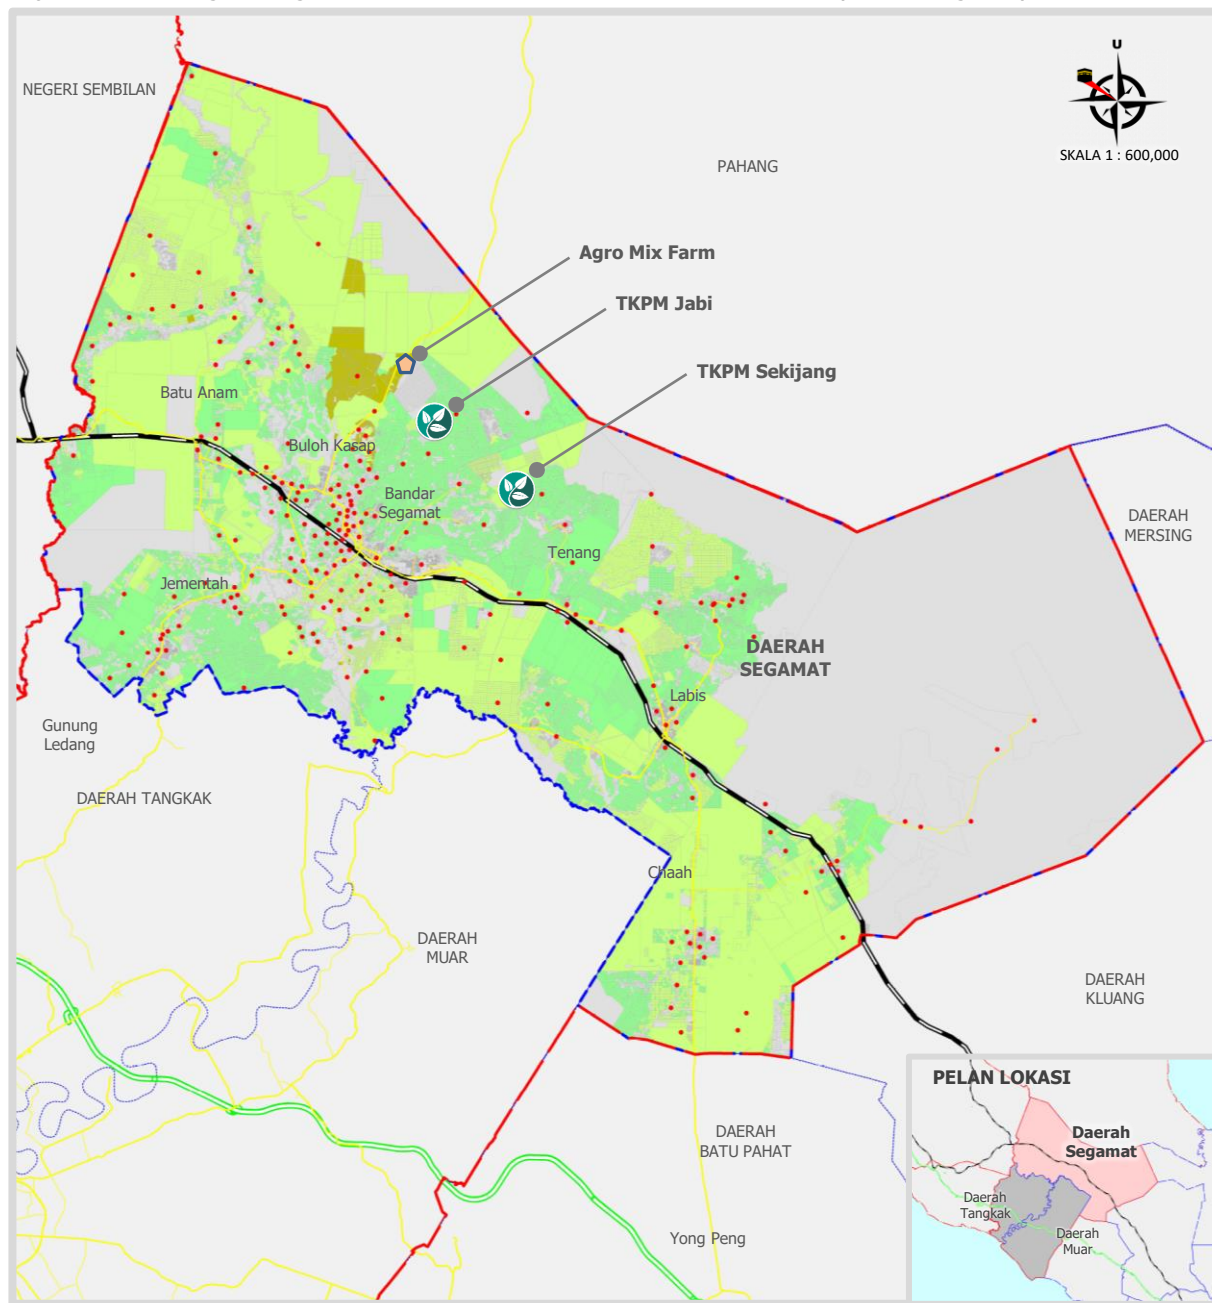 U
SKALA 1 : 600,000
NEGERI SEMBILAN
PAHANG
Agro Mix Farm
TKPM Jabi
TKPM Sekijang
Batu Anam
Buloh Kasap
Bandar
Segamat
DAERAH
MERSING
Tenang
Jementah
DAERAH
SEGAMAT
Labis
Gunung
Ledang
DAERAH TANGKAK
Chaah
DAERAH
MUAR
DAERAH
KLUANG
DAERAH
BATU PAHAT
Yong Peng
PELAN LOKASI
Daerah
Segamat
Daerah
Tangkak
Daerah
Muar